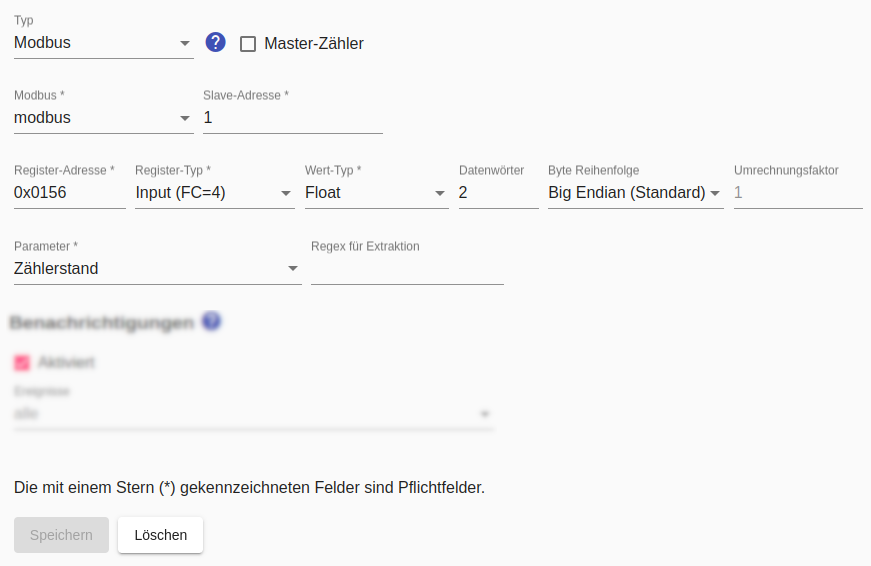 Typ
Modbus ? Master-Zähler
Modbus * Slave-Adresse *
modbus 1
Register-Adresse * Register-Typ * Wert-Typ * Datenwörter Byte Reihenfolge Umrechnungsfaktor
0x0156 Input (FC=4) Float 2 Big Endian (Standard) 1
Parameter * Regex für Extraktion
Zählerstand
Benachrichtigungen ?
Aktiviert
Ereignisse
alle
Die mit einem Stern (*) gekennzeichneten Felder sind Pflichtfelder.
Speichern Löschen